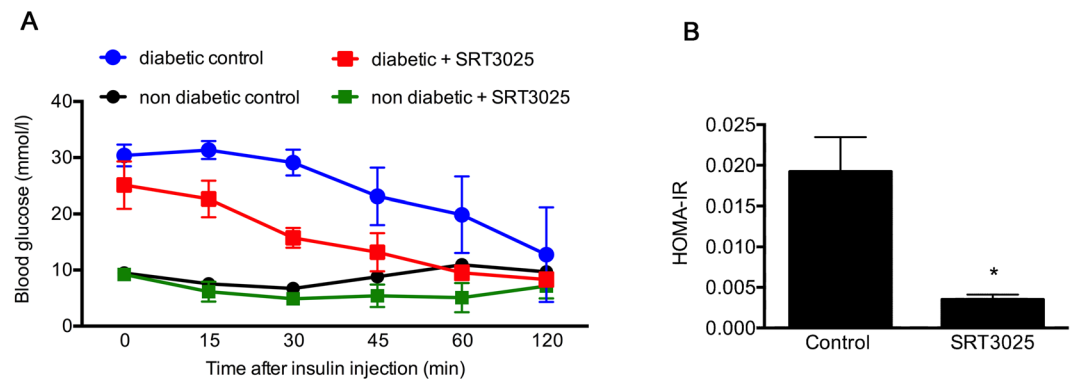 A
diabetic control
diabetic + SRT3025
non diabetic control
non diabetic + SRT3025
Blood glucose (mmol/l)
40
30
20
10
0
0 15 30 45 60 120
Time after insulin injection (min)
B
HOMA-IR
0.025
0.020
0.015
0.010
0.005
0.000
*
Control SRT3025